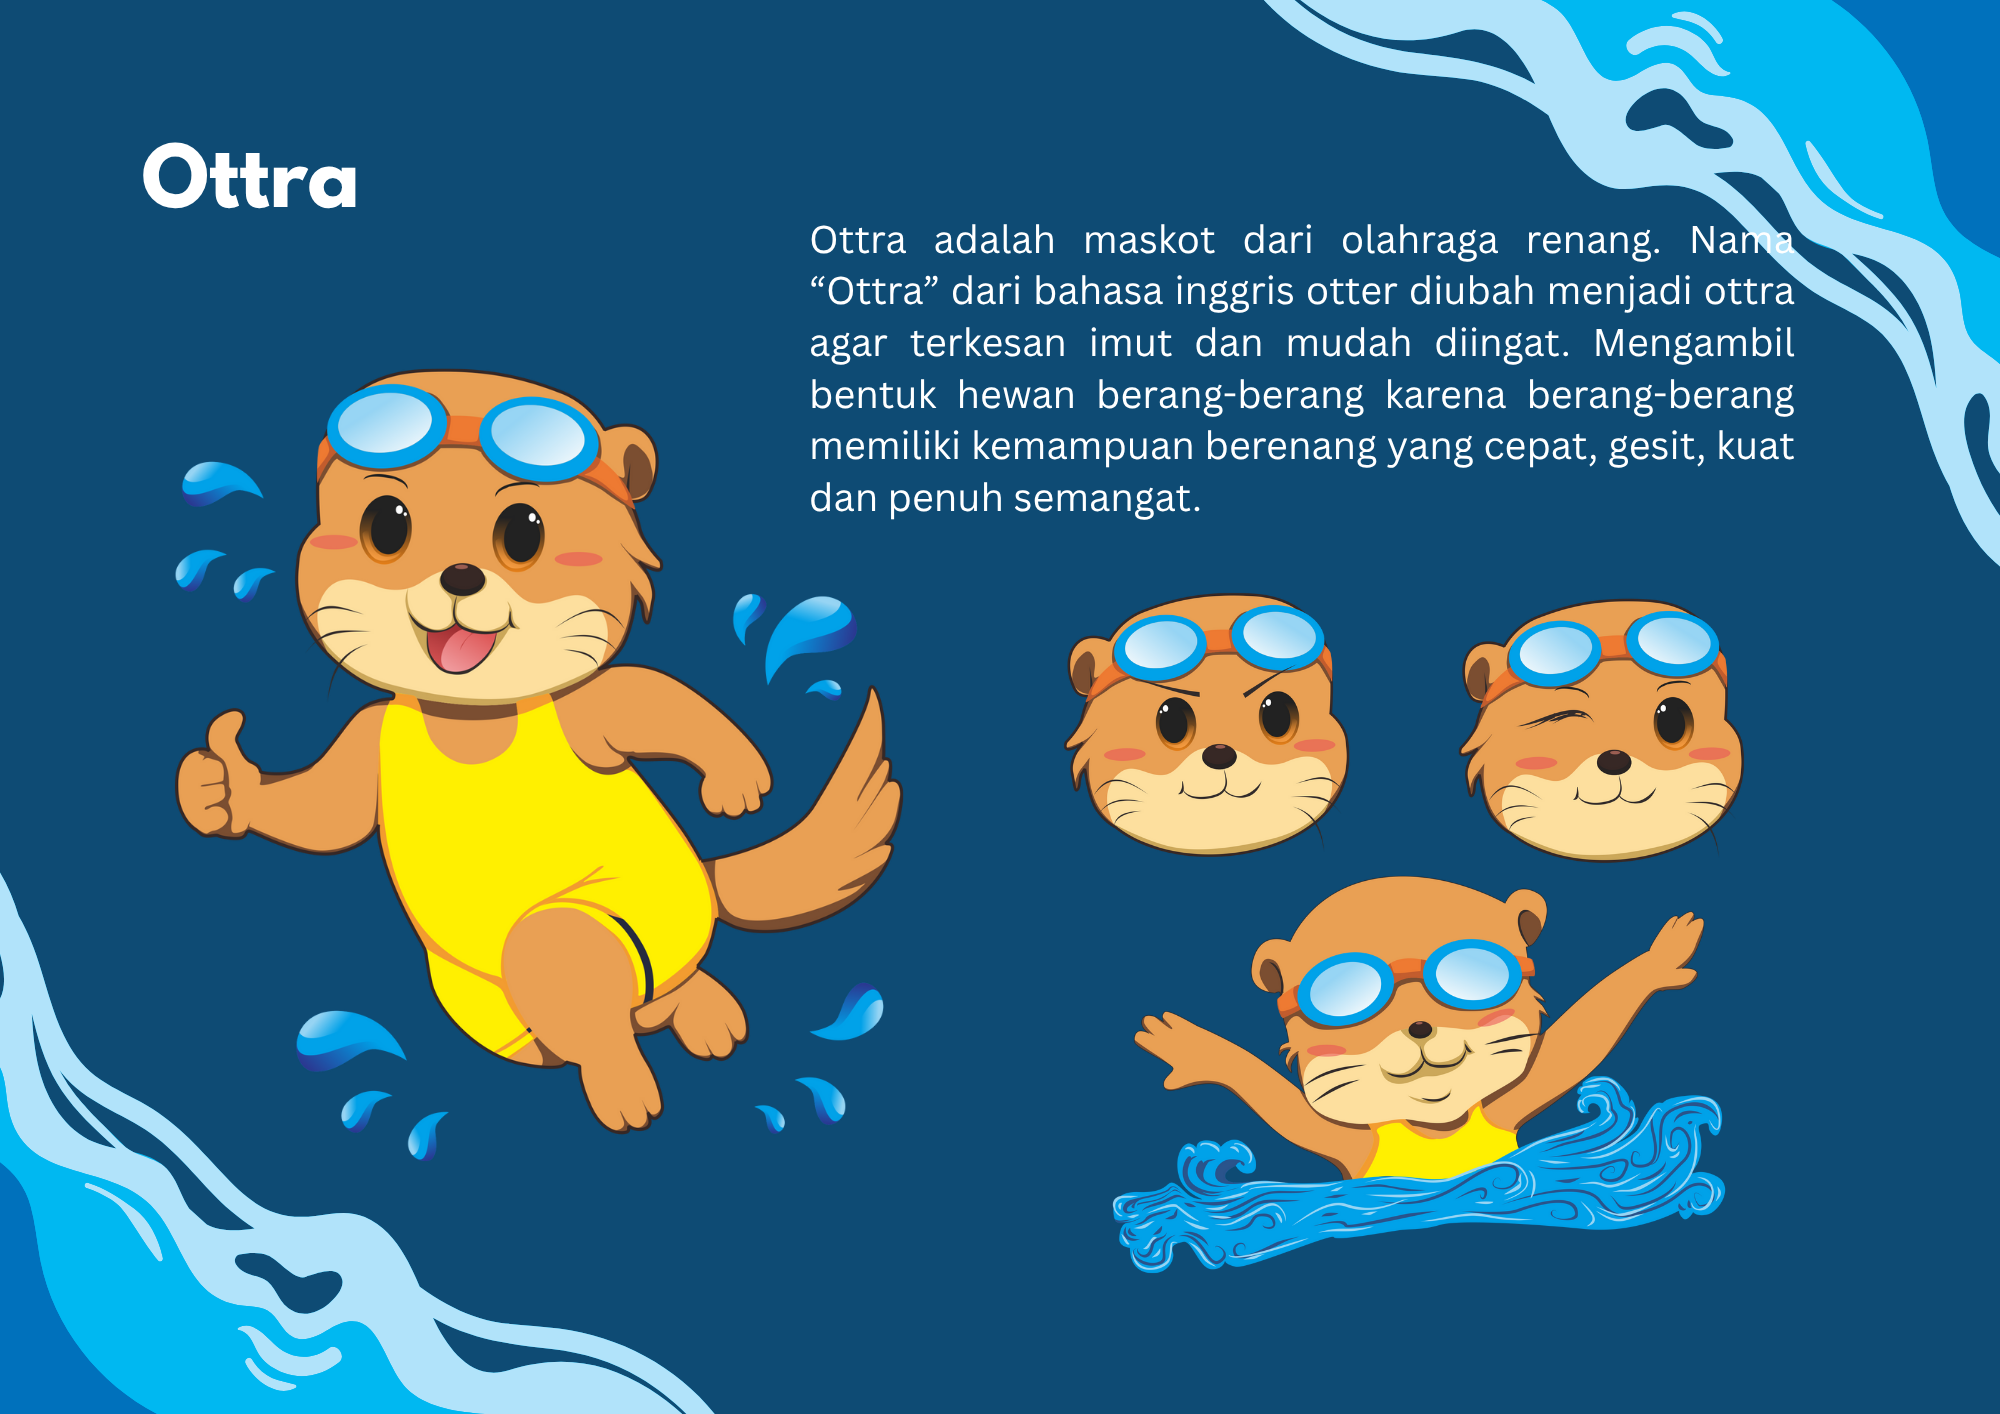 Ottra
Ottra adalah maskot dari olahraga renang. Nama
“Ottra” dari bahasa inggris otter diubah menjadi ottra
agar terkesan imut dan mudah diingat. Mengambil
bentuk hewan berang-berang karena berang-berang
memiliki kemampuan berenang yang cepat, gesit, kuat
dan penuh semangat.